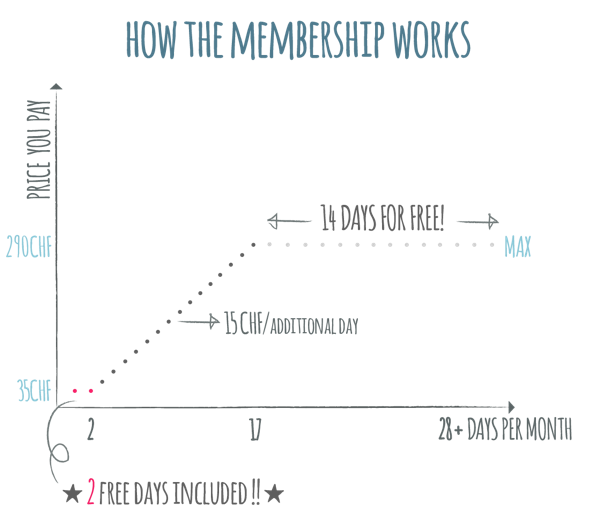 HOW THE MEMBERSHIP WORKS
PRICE YOU PAY
14 DAYS FOR FREE!
290CHF
MAX
15 CHF/ADDITIONAL DAY
35CHF
2
17
28+ DAYS PER MONTH
★ 2 FREE DAYS INCLUDED!! ★